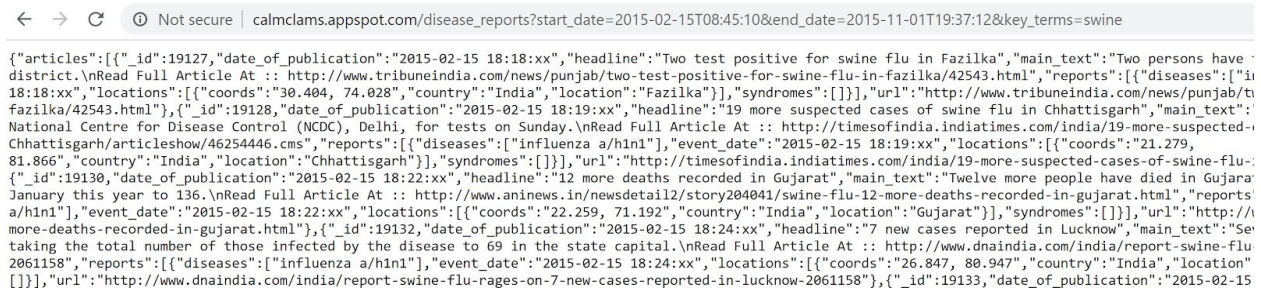 Not secure | calmclams.appspot.com/disease_reports?start_date=2015-02-15T08:45:10&end_date=2015-11-01T19:37:12&key_terms=swine
{"articles":[{"_id":19127,"date_of_publication":"2015-02-15 18:18:xx","headline":"Two test positive for swine flu in Fazilka","main_text":"Two persons have
district.\nRead Full Article At :: http://www.tribuneindia.com/news/punjab/two-test-positive-for-swine-flu-in-fazilka/42543.html","reports":[{"diseases":["in
18:18:xx","locations":[{"coords":"30.404, 74.028","country":"India","location":"Fazilka"}],"syndromes":[]}],"url":"http://www.tribuneindia.com/news/punjab/tw
fazilka/42543.html"},{"_id":19128,"date_of_publication":"2015-02-15 18:19:xx","headline":"19 more suspected cases of swine flu in Chhattisgarh","main_text":"
National Centre for Disease Control (NCDC), Delhi, for tests on Sunday.\nRead Full Article At :: http://timesofindia.indiatimes.com/india/19-more-suspected-
Chhattisgarh/articleshow/46254446.cms","reports":[{"diseases":["influenza a/h1n1"],"event_date":"2015-02-15 18:19:xx","locations":[{"coords":"21.279,
81.866","country":"India","location":"Chhattisgarh"}],"syndromes":[]}],"url":"http://timesofindia.indiatimes.com/india/19-more-suspected-cases-of-swine-flu-
{"_id":19130,"date_of_publication":"2015-02-15 18:22:xx","headline":"12 more deaths recorded in Gujarat","main_text":"Twelve more people have died in Gujara
January this year to 136.\nRead Full Article At :: http://www.aninews.in/newsdetail2/story204041/swine-flu-12-more-deaths-recorded-in-gujarat.html","reports"
a/h1n1"],"event_date":"2015-02-15 18:22:xx","locations":[{"coords":"22.259, 71.192","country":"India","location":"Gujarat"}],"syndromes":[]}],"url":"http://
more-deaths-recorded-in-gujarat.html"},{"_id":19132,"date_of_publication":"2015-02-15 18:24:xx","headline":"7 new cases reported in Lucknow","main_text":"Sev
taking the total number of those infected by the disease to 69 in the state capital.\nRead Full Article At :: http://www.dnaindia.com/india/report-swine-flu-
2061158","reports":[{"diseases":["influenza a/h1n1"],"event_date":"2015-02-15 18:24:xx","locations":[{"coords":"26.847, 80.947","country":"India","location"
[]}],"url":"http://www.dnaindia.com/india/report-swine-flu-rages-on-7-new-cases-reported-in-lucknow-2061158"},{"_id":19133,"date_of_publication":"2015-02-15